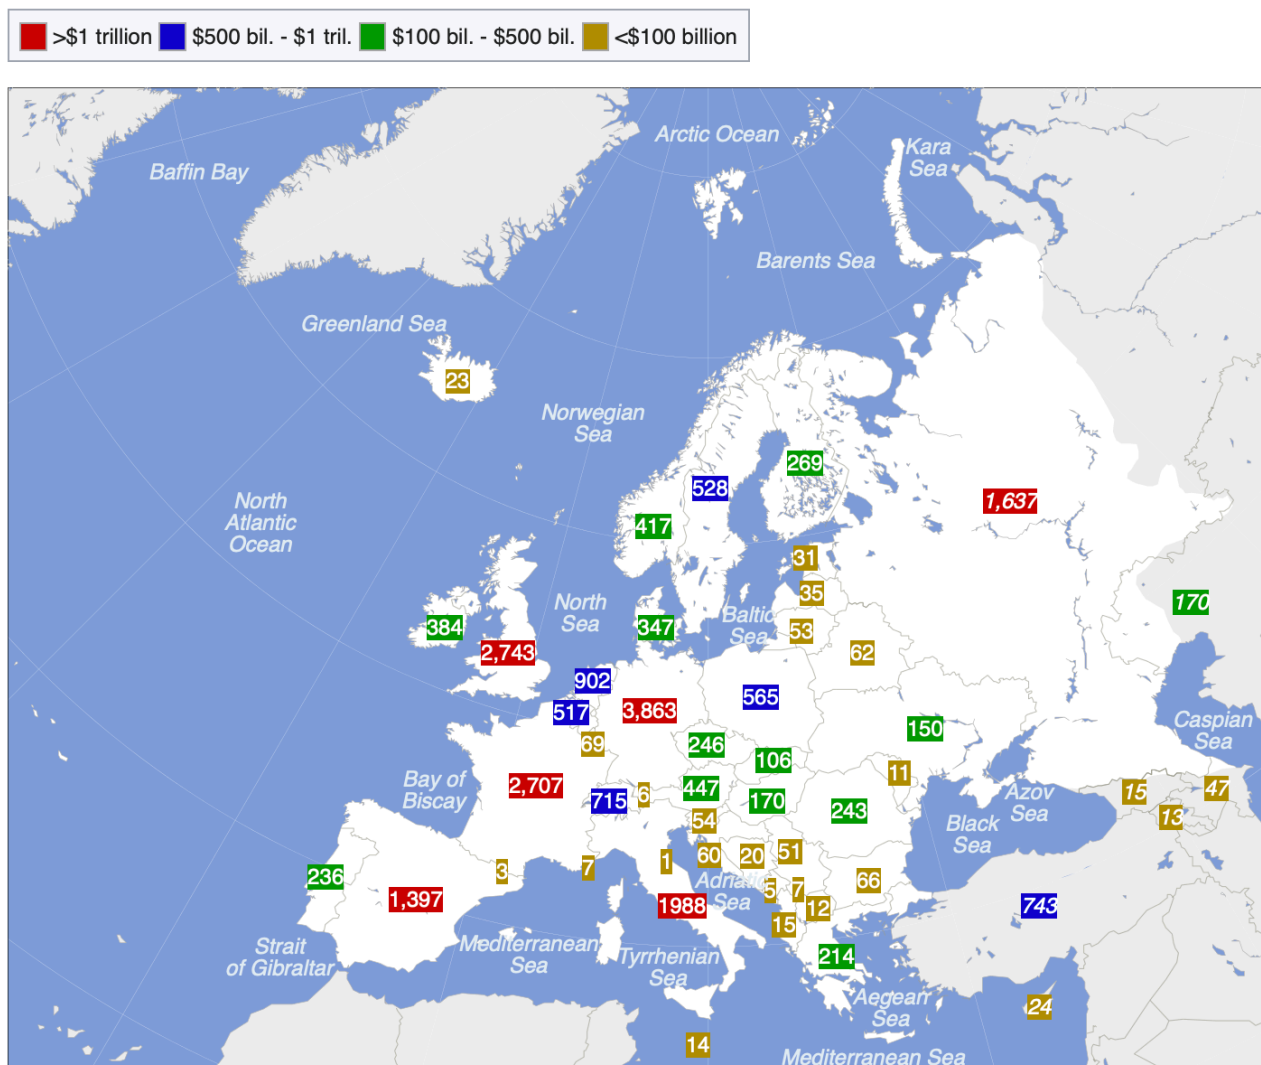 >$1 trillion $500 bil. - $1 tril. $100 bil. - $500 bil. <$100 billion
Arctic Ocean
Kara
Sea
Baffin Bay
Barents Sea
Greenland Sea
23
Norwegian
Sea
269
528
1,637
North
Atlantic
Ocean
417
31
35
170
North
Sea
Baltic
Sea
384
347
53
2,743
62
902
565
517
3,863
Caspian
Sea
150
69
246
106
11
Bay of
Biscay
2,707
715
6
447
170
243
15
47
Azov
Sea
13
54
Black
Sea
60
20
51
1
7
3
236
66
Adriatic
Sea
5
7
1,397
1988
12
743
15
Strait
of Gibraltar
Mediterranean
Sea
Tyrrhenian
Sea
214
Aegean
Sea
24
14
Mediterranean Sea